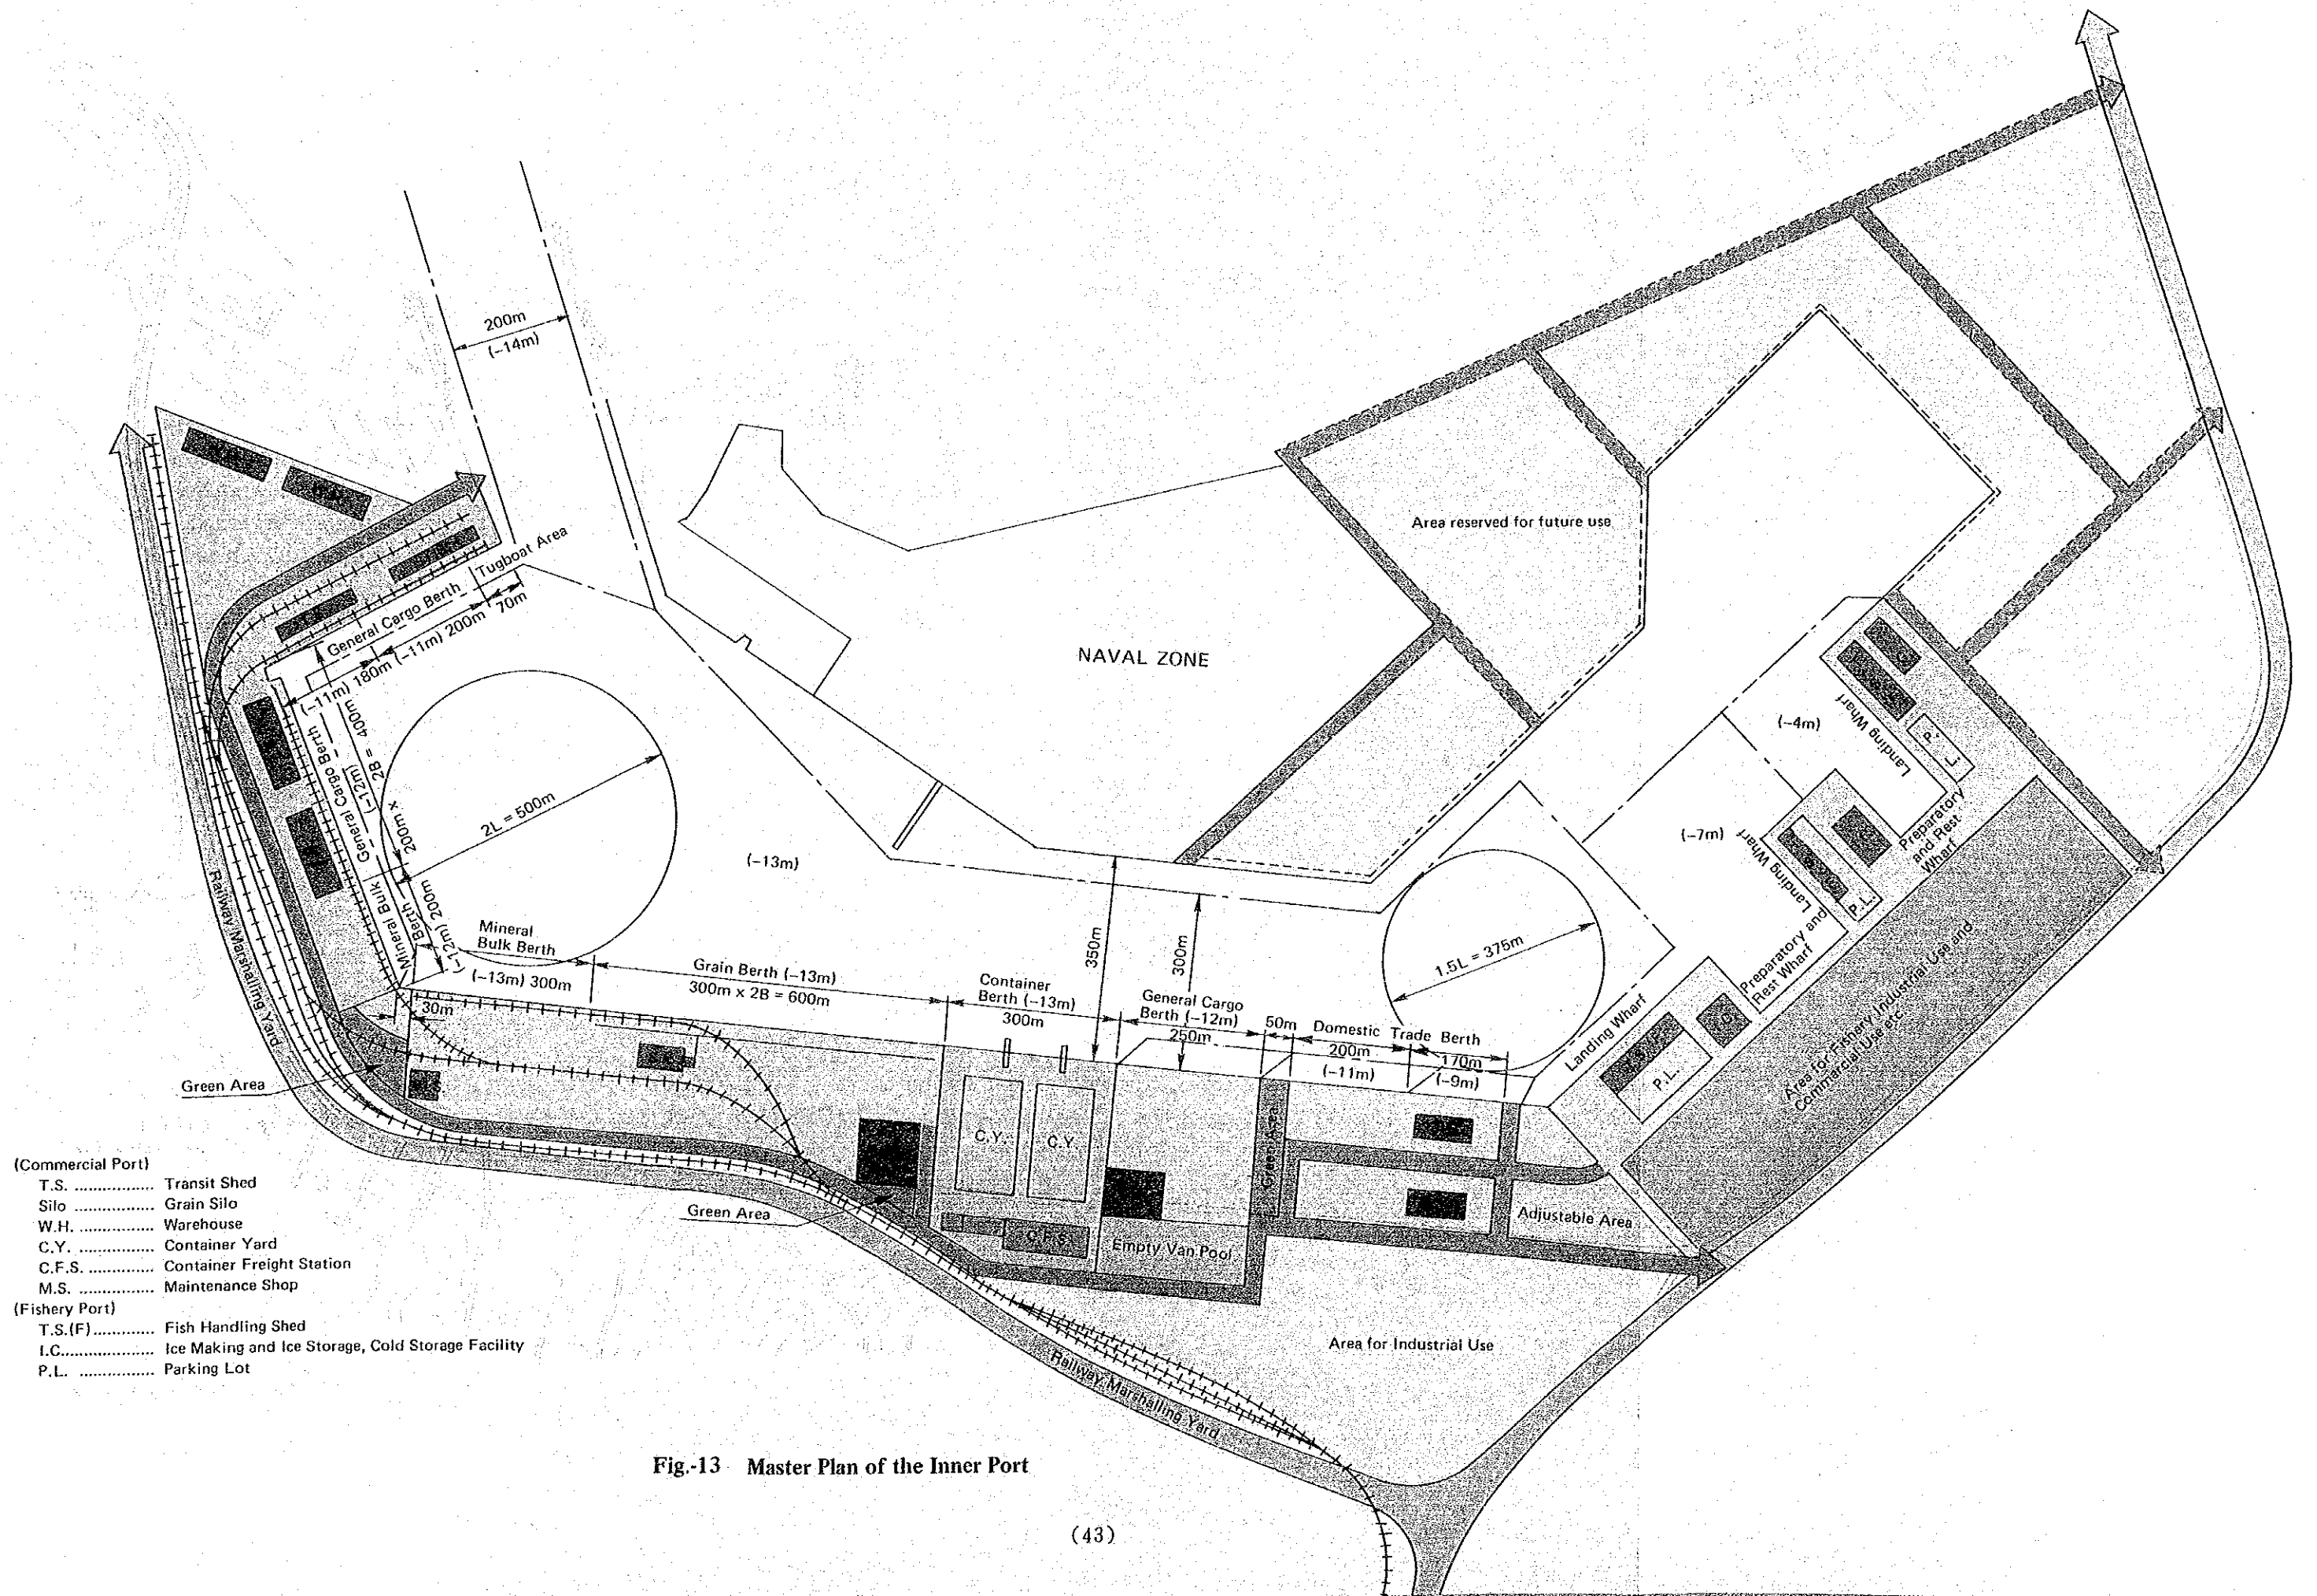 200m
(-14m)
Tugboat Area
70m
General Cargo Berth
(-11m) 180m (-11m) 200m
General Cargo Berth
(-12m)
200m x 2B = 400m
Mineral Bulk
Berth
(-12m) 200m
2L = 500m
(-13m)
NAVAL ZONE
Area reserved for future use
(-4m)
(-7m)
Landing Wharf
P. L.
Preparatory
and Rest
Wharf
Landing Wharf
P.L.
Preparatory and
Rest Wharf
Landing Wharf
P.L.
Area for Fishery Industrial Use and
Commercial Use etc.
1.5L = 375m
Mineral
Bulk Berth
(-13m) 300m
30m
Grain Berth (-13m)
300m x 2B = 600m
Container
Berth (-13m)
300m
350m
300m
General Cargo
Berth (-12m)
250m
50m
Domestic Trade Berth
200m
(-11m)
170m
(-9m)
Railway Marshalling Yard
Green Area
Green Area
C.Y.
C.Y.
C.F.S.
Empty Van Pool
Green Area
Adjustable Area
Area for Industrial Use
Railway Marshalling Yard
(Commercial Port)
T.S. ................. Transit Shed
Silo ................. Grain Silo
W.H. ................ Warehouse
C.Y. ................ Container Yard
C.F.S. .............. Container Freight Station
M.S. ................ Maintenance Shop
(Fishery Port)
T.S.(F)............. Fish Handling Shed
I.C.................... Ice Making and Ice Storage, Cold Storage Facility
P.L. ................ Parking Lot
Fig.-13 Master Plan of the Inner Port
(43)